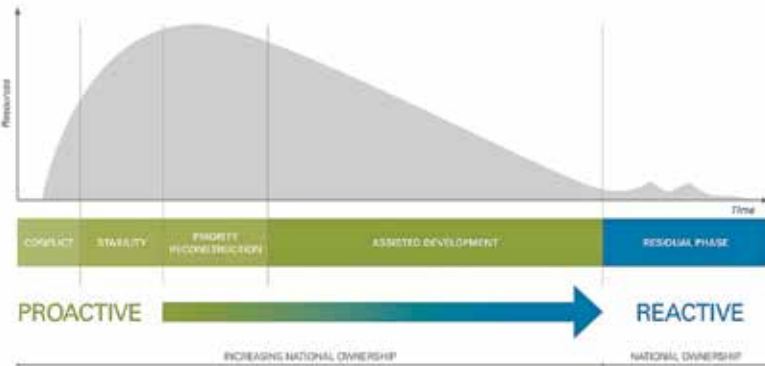 Resources
Time
CONFLICT
STABILITY
PRIORITY
RECONSTRUCTION
ASSISTED DEVELOPMENT
RESIDUAL PHASE
PROACTIVE
REACTIVE
INCREASING NATIONAL OWNERSHIP
NATIONAL OWNERSHIP